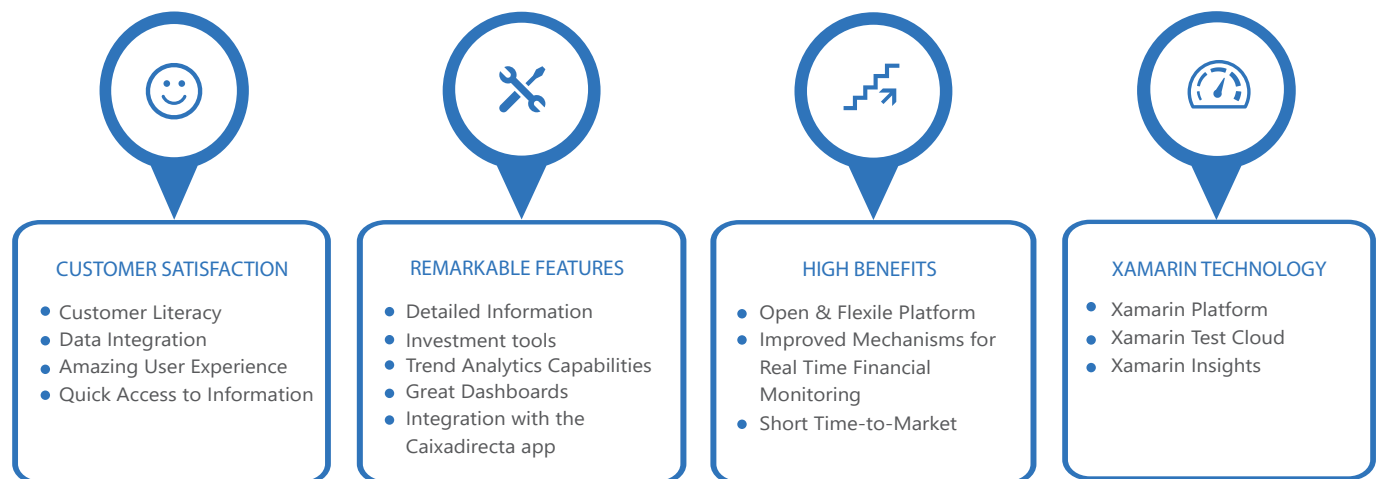 CUSTOMER SATISFACTION
Customer Literacy
Data Integration
Amazing User Experience
Quick Access to Information
REMARKABLE FEATURES
Detailed Information
Investment tools
Trend Analytics Capabilities
Great Dashboards
Integration with the
Caixadirecta app
HIGH BENEFITS
Open & Flexile Platform
Improved Mechanisms for
Real Time Financial
Monitoring
Short Time-to-Market
XAMARIN TECHNOLOGY
Xamarin Platform
Xamarin Test Cloud
Xamarin Insights